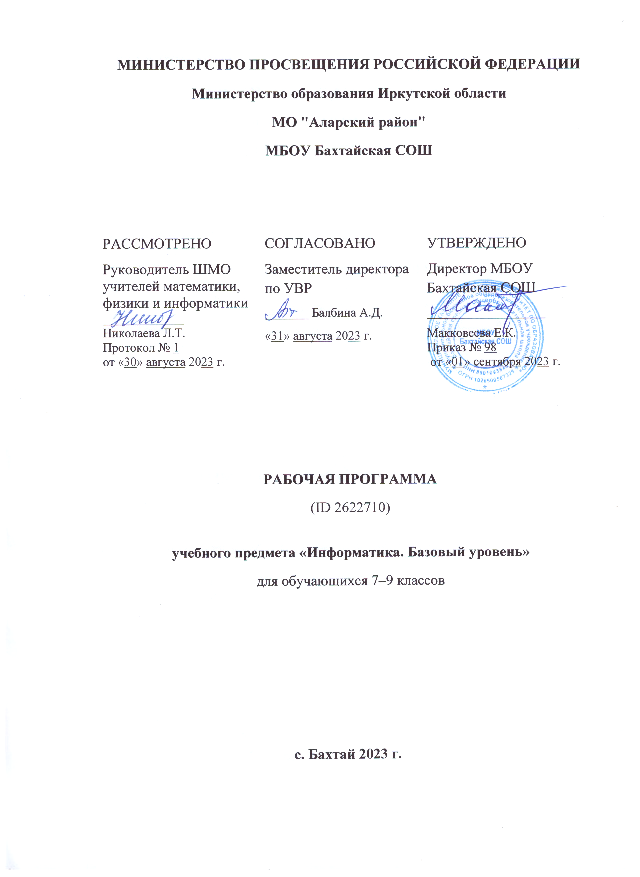 МИНИСТЕРСТВО ПРОСВЕЩЕНИЯ РОССИЙСКОЙ ФЕДЕРАЦИИ
Министерство образования Иркутской области
МО "Аларский район"
МБОУ Бахтайская СОШ
РАССМОТРЕНО
Руководитель ШМО
учителей математики,
физики и информатики
Николаева Л.Т.
Протокол № 1
от «30» августа 2023 г.
СОГЛАСОВАНО
Заместитель директора
по УВР
Балбина А.Д.
«31» августа 2023 г.
УТВЕРЖДЕНО
Директор МБОУ
Бахтайская СОШ
Макковеева Е.К.
Приказ № 98
от «01» сентября 2023 г.
Бахтайская СОШ
РАБОЧАЯ ПРОГРАММА
(ID 2622710)
учебного предмета «Информатика. Базовый уровень»
для обучающихся 7–9 классов
с. Бахтай 2023 г.